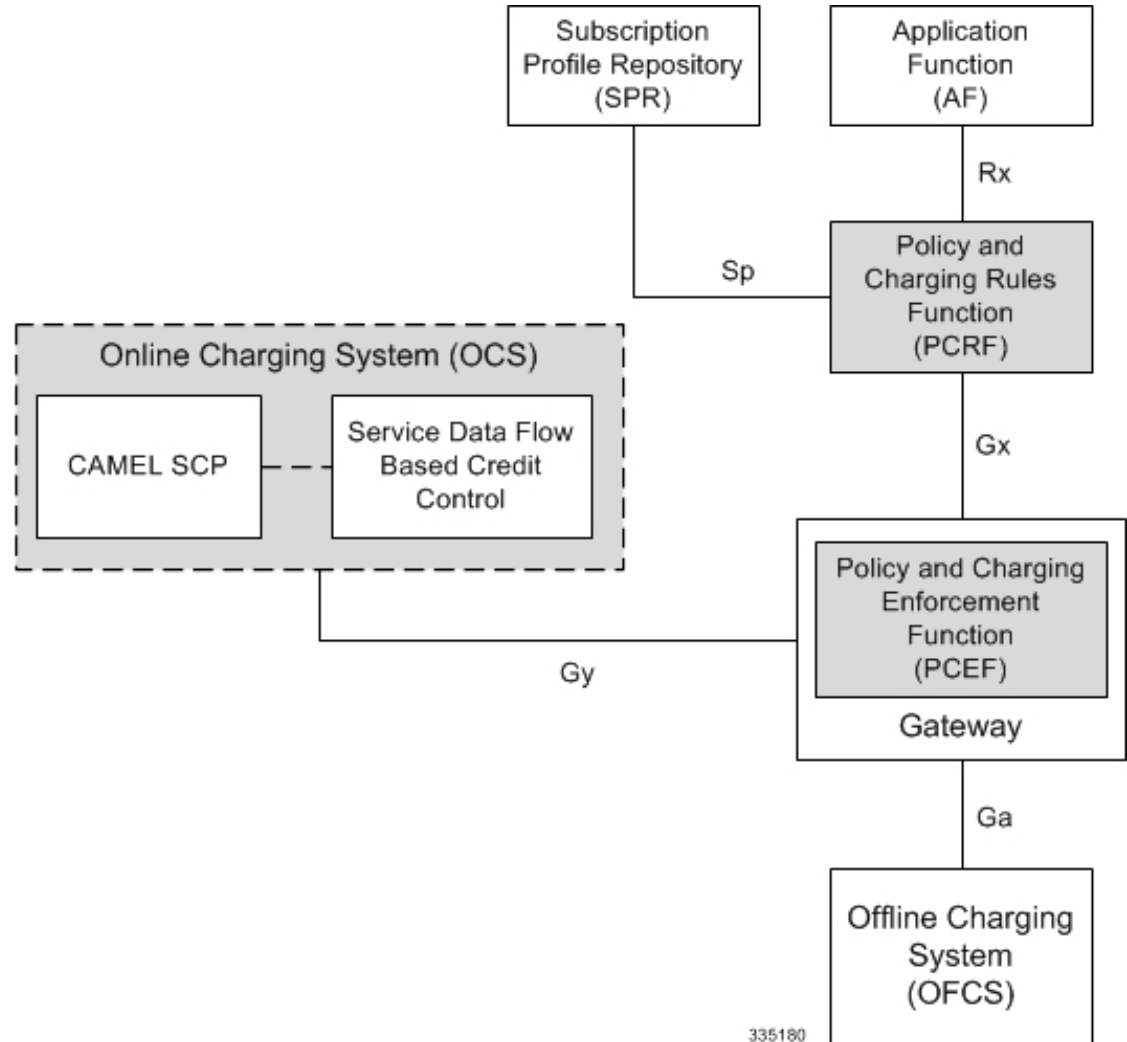 Subscription
Profile Repository
(SPR)
Application
Function
(AF)
Rx
Sp
Policy and
Charging Rules
Function
(PCRF)
Online Charging System (OCS)
CAMEL SCP
Service Data Flow
Based Credit
Control
Gx
Policy and Charging
Enforcement
Function
(PCEF)
Gateway
Gy
Ga
Offline Charging
System
(OFCS)
335180